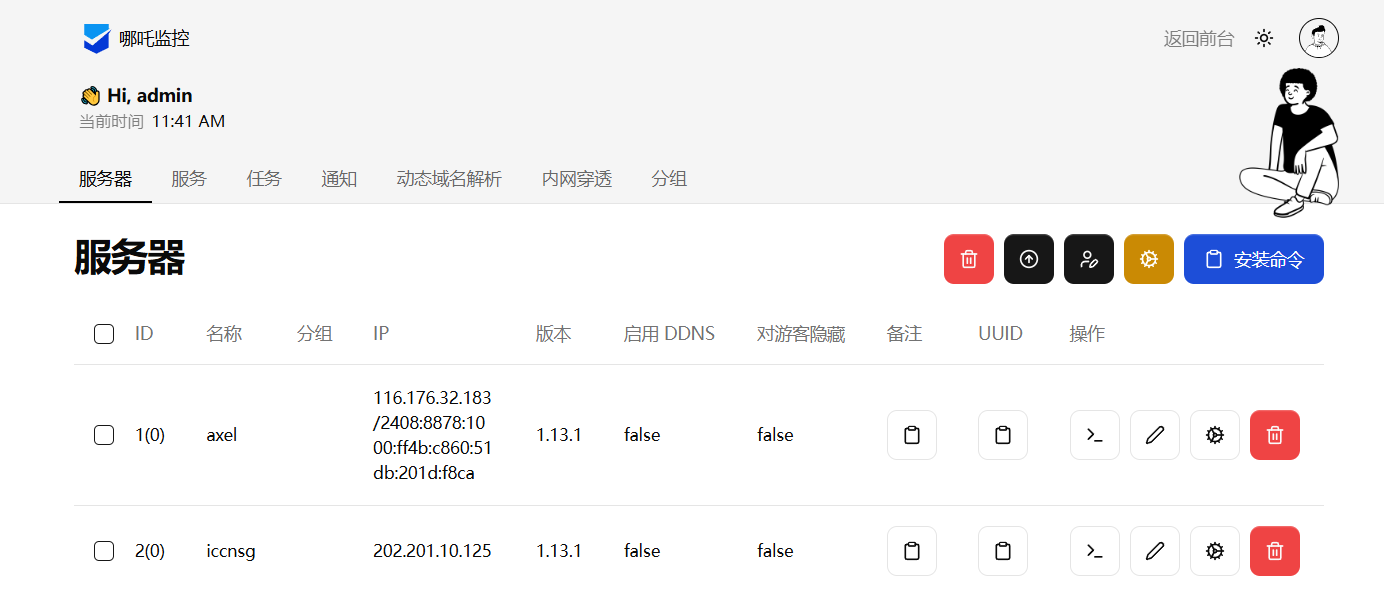 哪吒监控
返回前台
Hi, admin
当前时间 11:41 AM
服务器 服务 任务 通知 动态域名解析 内网穿透 分组
服务器
安装命令
ID 名称 分组 IP 版本 启用 DDNS 对游客隐藏 备注 UUID 操作
1(0) axel 116.176.32.183
/2408:8878:10
00:ff4b:c860:51
db:201d:f8ca
1.13.1 false false
2(0) iccnsg 202.201.10.125 1.13.1 false false